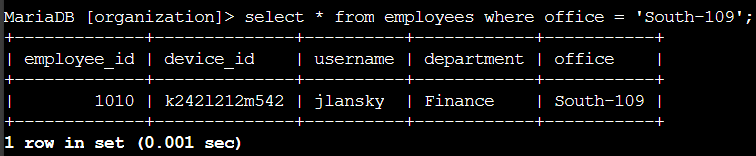 MariaDB [organization]> select * from employees where office = 'South-109';
+-------------+--------------+----------+------------+-----------+
| employee_id | device_id    | username | department | office    |
+-------------+--------------+----------+------------+-----------+
|        1010 | k242l212m542 | jlansky  | Finance    | South-109 |
+-------------+--------------+----------+------------+-----------+
1 row in set (0.001 sec)